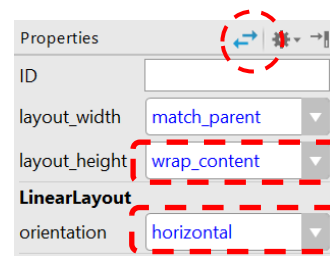 Properties
ID
layout_width match_parent
layout_height wrap_content
LinearLayout
orientation horizontal